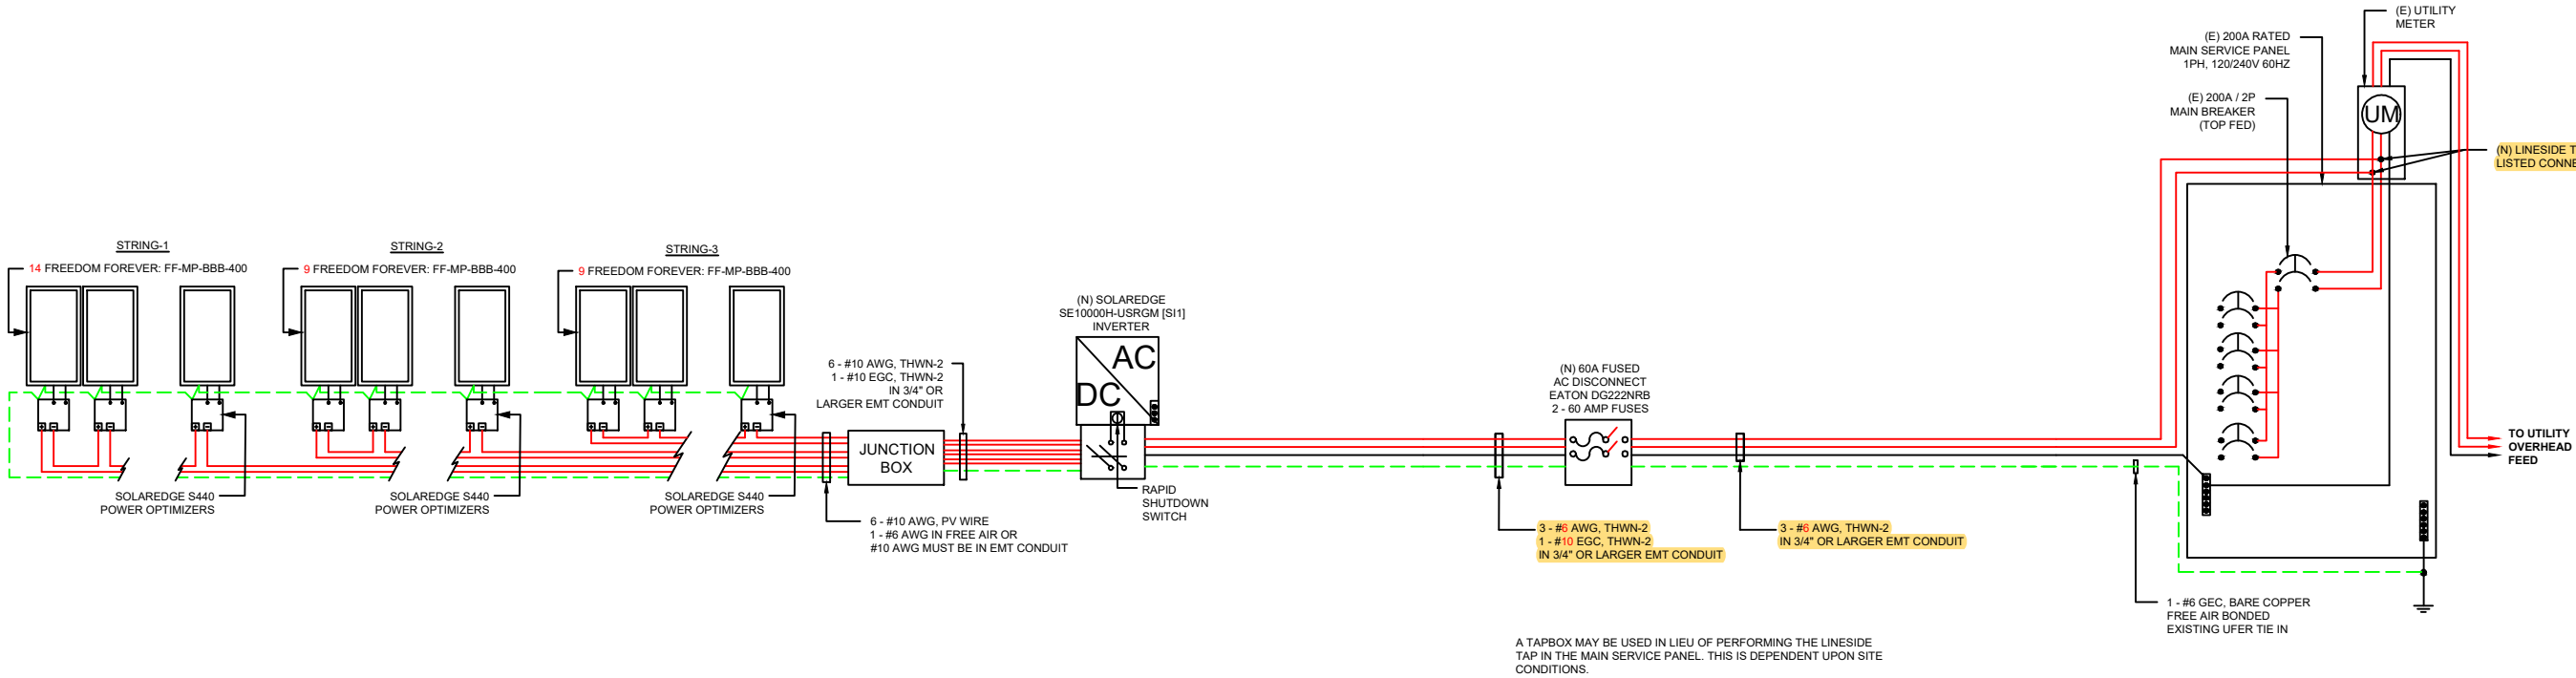 (E) UTILITY
METER
(E) 200A RATED
MAIN SERVICE PANEL
1PH, 120/240V 60HZ
(E) 200A / 2P
MAIN BREAKER
(TOP FED)
UM
(N) LINESIDE T
LISTED CONNE
STRING-1
14 FREEDOM FOREVER: FF-MP-BBB-400
STRING-2
9 FREEDOM FOREVER: FF-MP-BBB-400
STRING-3
9 FREEDOM FOREVER: FF-MP-BBB-400
SOLAREDGE S440
POWER OPTIMIZERS
SOLAREDGE S440
POWER OPTIMIZERS
SOLAREDGE S440
POWER OPTIMIZERS
6 - #10 AWG, THWN-2
1 - #10 EGC, THWN-2
IN 3/4" OR
LARGER EMT CONDUIT
JUNCTION
BOX
6 - #10 AWG, PV WIRE
1 - #6 AWG IN FREE AIR OR
#10 AWG MUST BE IN EMT CONDUIT
(N) SOLAREDGE
SE10000H-USRGM [SI1]
INVERTER
AC
DC
RAPID
SHUTDOWN
SWITCH
(N) 60A FUSED
AC DISCONNECT
EATON DG222NRB
2 - 60 AMP FUSES
3 - #6 AWG, THWN-2
1 - #10 EGC, THWN-2
IN 3/4" OR LARGER EMT CONDUIT
3 - #6 AWG, THWN-2
IN 3/4" OR LARGER EMT CONDUIT
TO UTILITY
OVERHEAD
FEED
1 - #6 GEC, BARE COPPER
FREE AIR BONDED
EXISTING UFER TIE IN
A TAPBOX MAY BE USED IN LIEU OF PERFORMING THE LINESIDE
TAP IN THE MAIN SERVICE PANEL. THIS IS DEPENDENT UPON SITE
CONDITIONS.